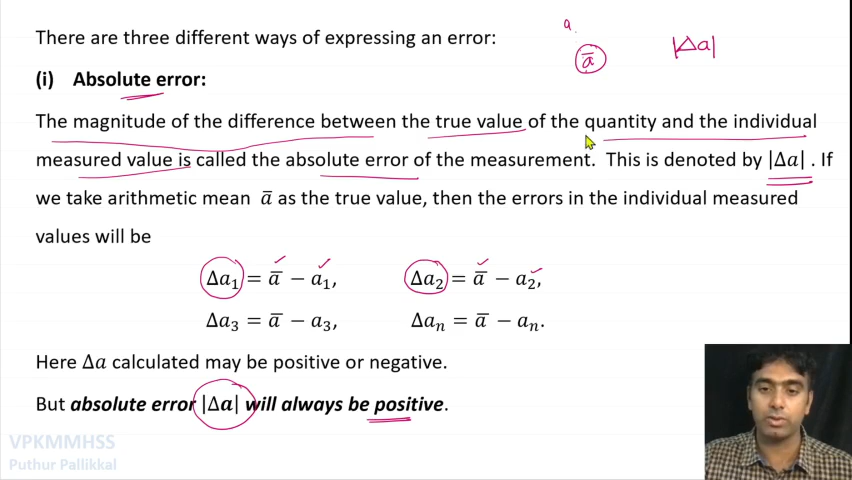 There are three different ways of expressing an error:
a
a̅
|Δa|
(i) Absolute error:
The magnitude of the difference between the true value of the quantity and the individual
measured value is called the absolute error of the measurement. This is denoted by |Δa| . If
we take arithmetic mean a̅ as the true value, then the errors in the individual measured
values will be
Δa₁ = a̅ − a₁, Δa₂ = a̅ − a₂,
Δa₃ = a̅ − a₃, Δaₙ = a̅ − aₙ.
Here Δa calculated may be positive or negative.
But absolute error |Δa| will always be positive.
VPKMMHSS
Puthur Pallikkal